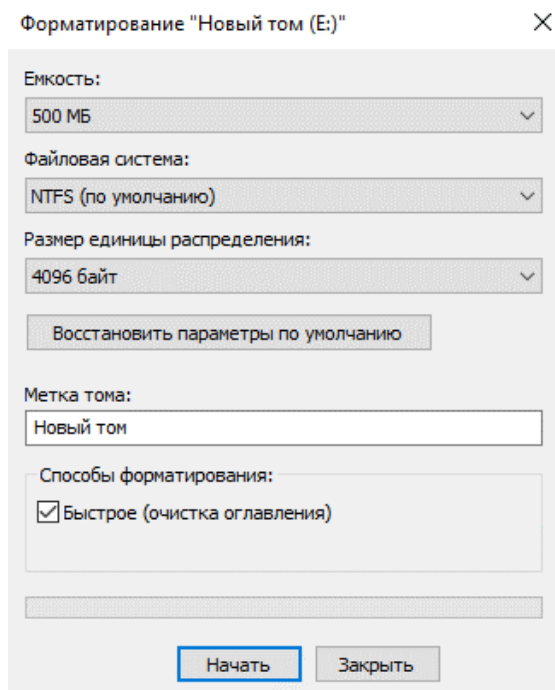 Форматирование "Новый том (E:)"
Емкость:
500 МБ
Файловая система:
NTFS (по умолчанию)
Размер единицы распределения:
4096 байт
Восстановить параметры по умолчанию
Метка тома:
Новый том
Способы форматирования:
Быстрое (очистка оглавления)
Начать Закрыть